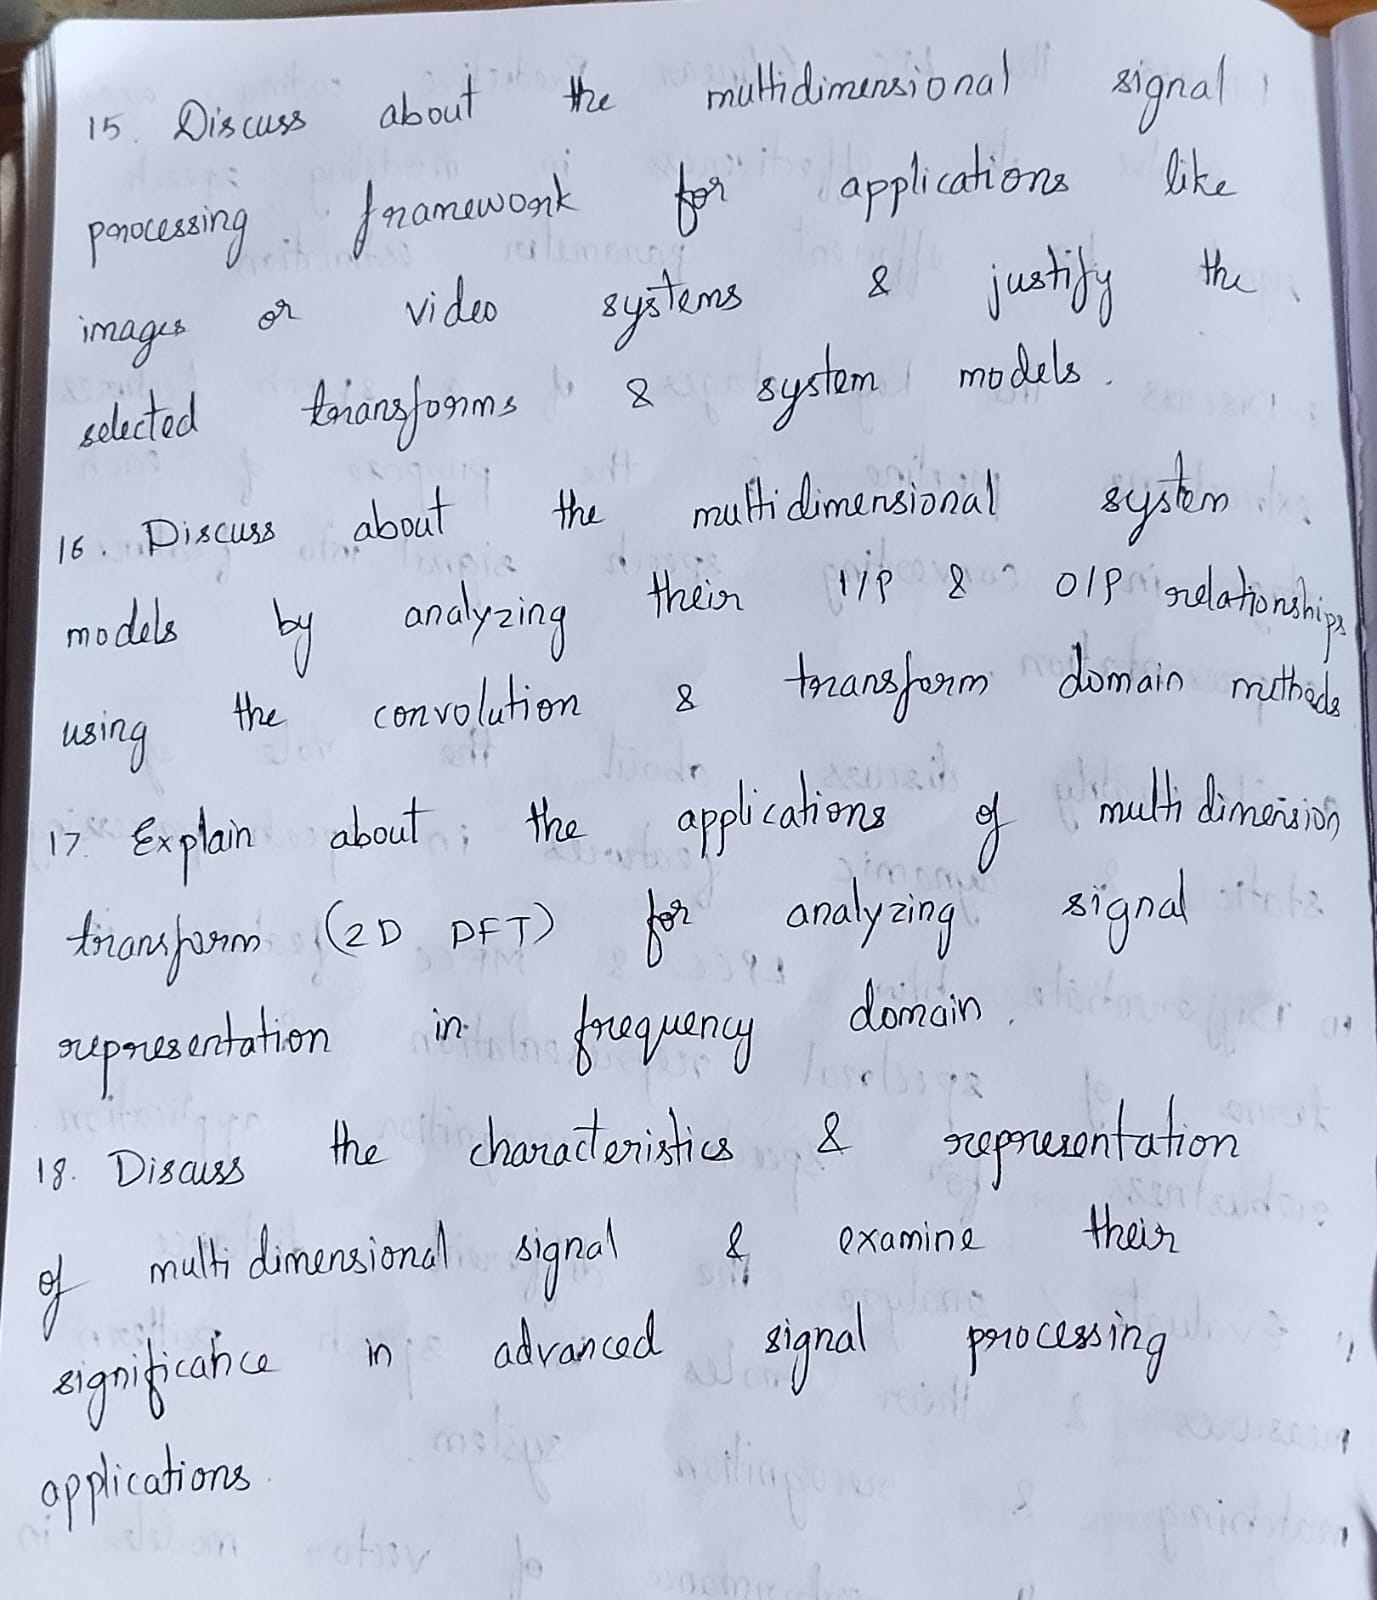 15. Discuss about the multidimensional signal
processing framework for applications like
images or video systems & justify the
selected transforms & system models.
16. Discuss about the multidimensional system
models by analyzing their I/P & O/P relationships
using the convolution & transform domain methods
17. Explain about the applications of multi dimension
transform (2D DFT) for analyzing signal
representation in frequency domain.
18. Discuss the characteristics & representation
of multi dimensional signal & examine their
significance in advanced signal processing
applications.